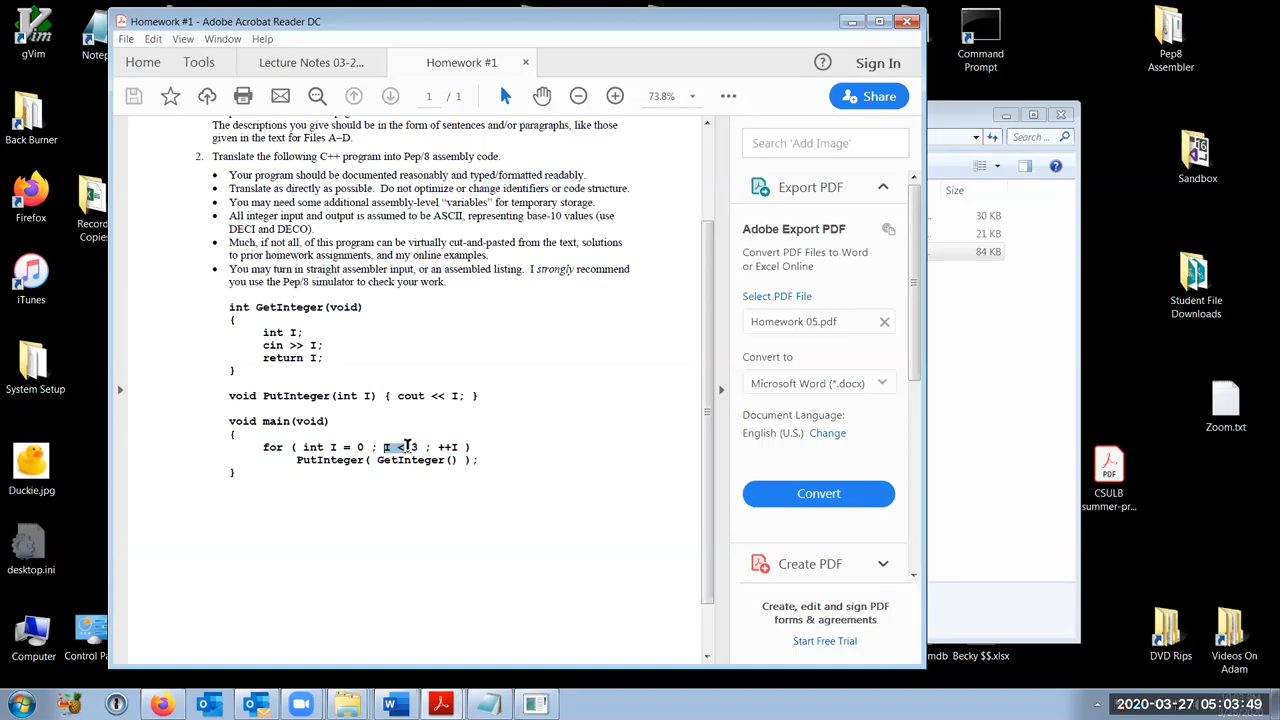 gVim
Notep
Back Burner
Firefox
Record
Copies
iTunes
System Setup
Duckie.jpg
desktop.ini
Computer
Control Pa
Homework #1 - Adobe Acrobat Reader DC
File Edit View Window Help
Home Tools Lecture Notes 03-2... Homework #1 × Sign In
1 / 1 73.8% Share
The descriptions you give should be in the form of sentences and/or paragraphs, like those
given in the text for Files A–D.
2. Translate the following C++ program into Pep/8 assembly code.
• Your program should be documented reasonably and typed/formatted readably.
• Translate as directly as possible. Do not optimize or change identifiers or code structure.
• You may need some additional assembly-level “variables” for temporary storage.
• All integer input and output is assumed to be ASCII, representing base-10 values (use
DECI and DECO).
• Much, if not all, of this program can be virtually cut-and-pasted from the text, solutions
to prior homework assignments, and my online examples.
• You may turn in straight assembler input, or an assembled listing. I strongly recommend
you use the Pep/8 simulator to check your work.
int GetInteger(void)
{
int I;
cin >> I;
return I;
}
void PutInteger(int I) { cout << I; }
void main(void)
{
for ( int I = 0 ; I < 3 ; ++I )
PutInteger( GetInteger() );
}
Search 'Add Image'
Export PDF
Adobe Export PDF
Convert PDF Files to Word
or Excel Online
Select PDF File
Homework 05.pdf
Convert to
Microsoft Word (*.docx)
Document Language:
English (U.S.) Change
Convert
Create PDF
Create, edit and sign PDF
forms & agreements
Start Free Trial
Search ...
Size
30 KB
21 KB
84 KB
Command
Prompt
Pep8
Assembler
Sandbox
Student File
Downloads
Zoom.txt
PDF
CSULB
summer-pr...
mdb Becky $$.xlsx
DVD Rips
Videos On
Adam
2020-03-27 05:03:49